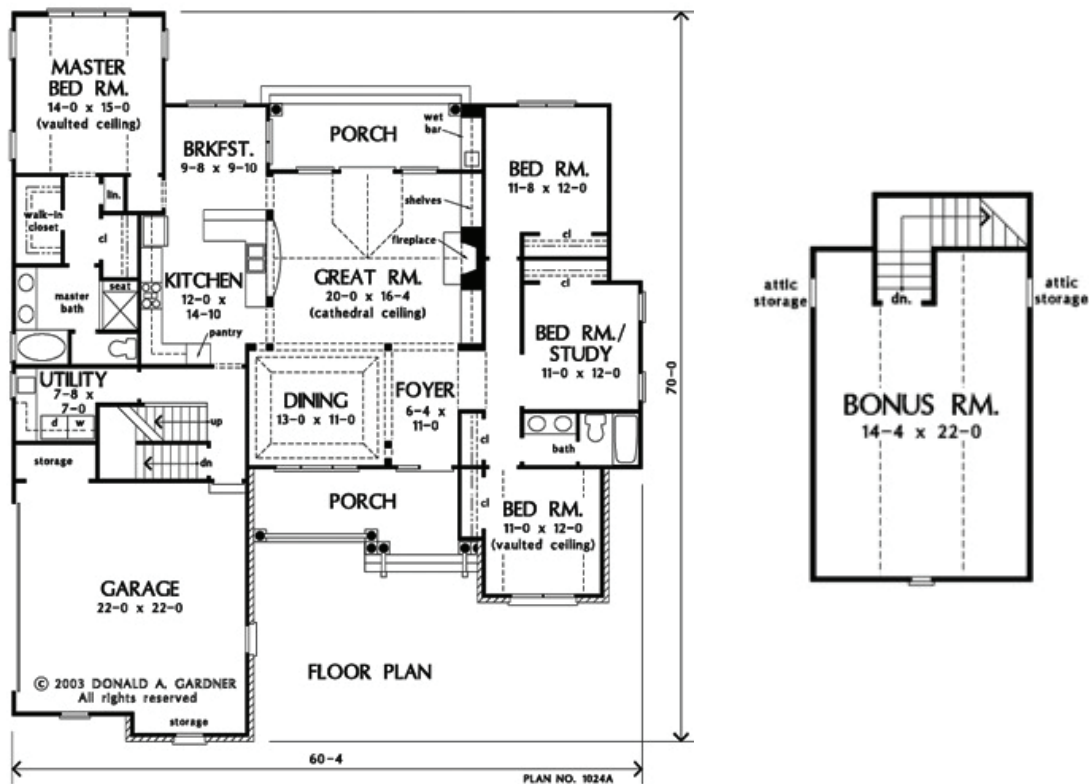 MASTER
BED RM.
14-0 x 15-0
(vaulted ceiling)
BRKFST.
9-8 x 9-10
PORCH
wet
bar
BED RM.
11-8 x 12-0
lin.
walk-in
closet
cl
shelves
fireplace
cl
cl
KITCHEN
12-0 x
14-10
GREAT RM.
20-0 x 16-4
(cathedral ceiling)
seat
master
bath
pantry
BED RM./
STUDY
11-0 x 12-0
UTILITY
7-8 x
7-0
d
w
up
dn
storage
DINING
13-0 x 11-0
FOYER
6-4 x
11-0
cl
bath
cl
PORCH
BED RM.
11-0 x 12-0
(vaulted ceiling)
GARAGE
22-0 x 22-0
© 2003 DONALD A. GARDNER
All rights reserved
storage
FLOOR PLAN
70-0
60-4
PLAN NO. 1024A
attic
storage
dn.
attic
storage
BONUS RM.
14-4 x 22-0